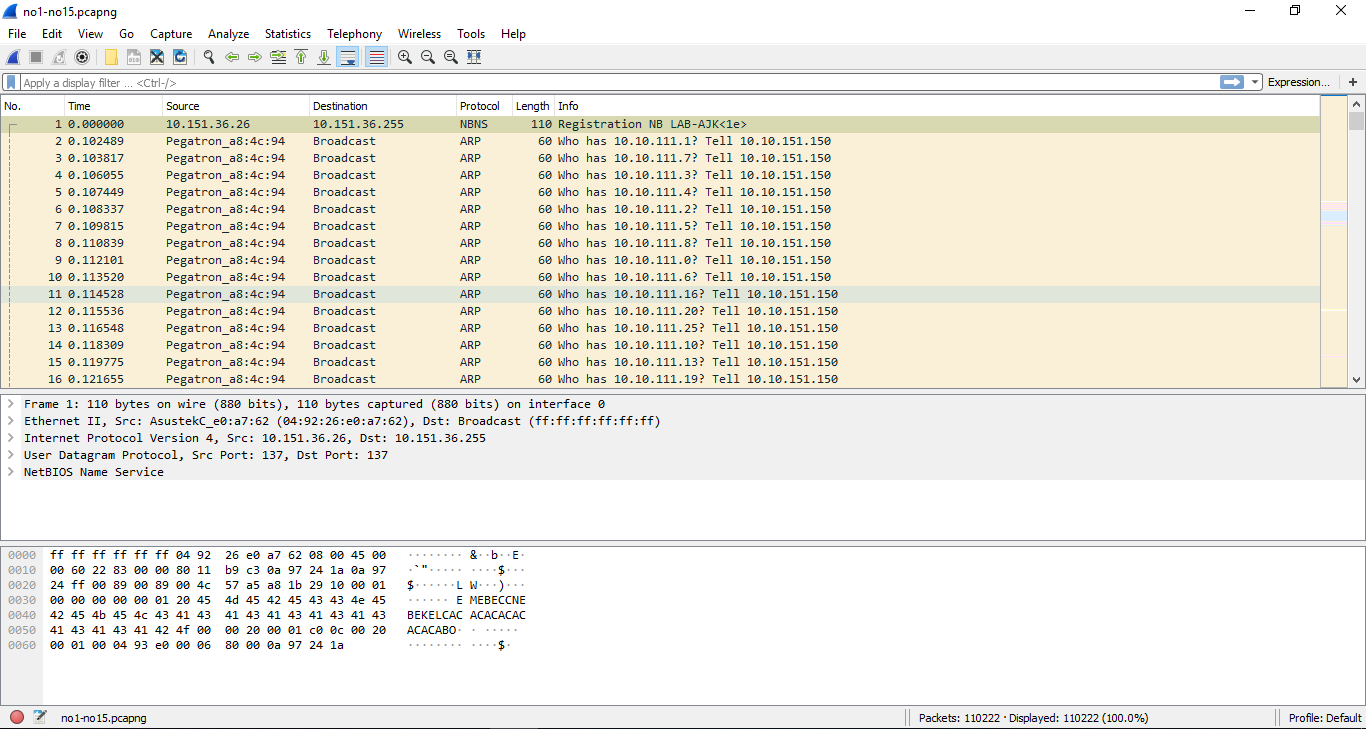 no1-no15.pcapng
File Edit View Go Capture Analyze Statistics Telephony Wireless Tools Help
Apply a display filter ... <Ctrl-/> Expression... +
No. Time Source Destination Protocol Length Info
1 0.000000 10.151.36.26 10.151.36.255 NBNS 110 Registration NB LAB-AJK<1e>
2 0.102489 Pegatron_a8:4c:94 Broadcast ARP 60 Who has 10.10.111.1? Tell 10.10.151.150
3 0.103817 Pegatron_a8:4c:94 Broadcast ARP 60 Who has 10.10.111.7? Tell 10.10.151.150
4 0.106055 Pegatron_a8:4c:94 Broadcast ARP 60 Who has 10.10.111.3? Tell 10.10.151.150
5 0.107449 Pegatron_a8:4c:94 Broadcast ARP 60 Who has 10.10.111.4? Tell 10.10.151.150
6 0.108337 Pegatron_a8:4c:94 Broadcast ARP 60 Who has 10.10.111.2? Tell 10.10.151.150
7 0.109815 Pegatron_a8:4c:94 Broadcast ARP 60 Who has 10.10.111.5? Tell 10.10.151.150
8 0.110839 Pegatron_a8:4c:94 Broadcast ARP 60 Who has 10.10.111.8? Tell 10.10.151.150
9 0.112101 Pegatron_a8:4c:94 Broadcast ARP 60 Who has 10.10.111.0? Tell 10.10.151.150
10 0.113520 Pegatron_a8:4c:94 Broadcast ARP 60 Who has 10.10.111.6? Tell 10.10.151.150
11 0.114528 Pegatron_a8:4c:94 Broadcast ARP 60 Who has 10.10.111.16? Tell 10.10.151.150
12 0.115536 Pegatron_a8:4c:94 Broadcast ARP 60 Who has 10.10.111.20? Tell 10.10.151.150
13 0.116548 Pegatron_a8:4c:94 Broadcast ARP 60 Who has 10.10.111.25? Tell 10.10.151.150
14 0.118309 Pegatron_a8:4c:94 Broadcast ARP 60 Who has 10.10.111.10? Tell 10.10.151.150
15 0.119775 Pegatron_a8:4c:94 Broadcast ARP 60 Who has 10.10.111.13? Tell 10.10.151.150
16 0.121655 Pegatron_a8:4c:94 Broadcast ARP 60 Who has 10.10.111.19? Tell 10.10.151.150
Frame 1: 110 bytes on wire (880 bits), 110 bytes captured (880 bits) on interface 0
Ethernet II, Src: AsustekC_e0:a7:62 (04:92:26:e0:a7:62), Dst: Broadcast (ff:ff:ff:ff:ff:ff)
Internet Protocol Version 4, Src: 10.151.36.26, Dst: 10.151.36.255
User Datagram Protocol, Src Port: 137, Dst Port: 137
NetBIOS Name Service
0000 ff ff ff ff ff ff 04 92 26 e0 a7 62 08 00 45 00 ········ &··b··E·
0010 00 60 22 83 00 00 80 11 b9 c3 0a 97 24 1a 0a 97 ·`"····· ····$···
0020 24 ff 00 89 00 89 00 4c 57 a5 a8 1b 29 10 00 01 $······L W···)···
0030 00 00 00 00 00 01 20 45 4d 45 42 45 43 43 4e 45 ······ E MEBECCNE
0040 42 45 4b 45 4c 43 41 43 41 43 41 43 41 43 41 43 BEKELCAC ACACACAC
0050 41 43 41 43 41 42 4f 00 00 20 00 01 c0 0c 00 20 ACACABO· · ·····
0060 00 01 00 04 93 e0 00 06 80 00 0a 97 24 1a ········ ····$·
no1-no15.pcapng Packets: 110222 · Displayed: 110222 (100.0%) Profile: Default